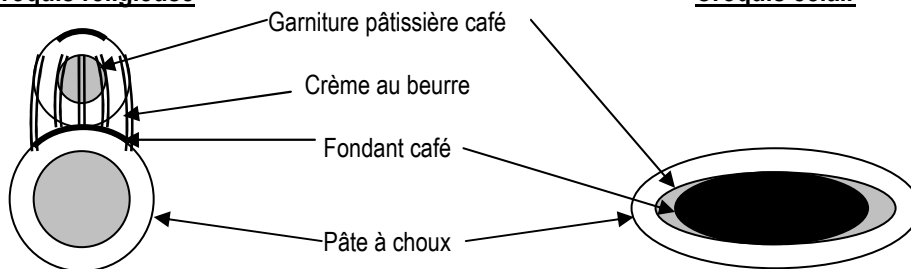 Garniture pâtissière café
Crème au beurre
Fondant café
Pâte à choux